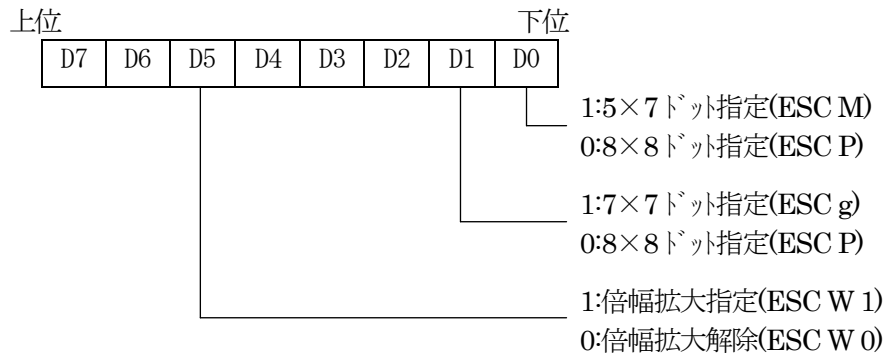 上位 下位
D7 D6 D5 D4 D3 D2 D1 D0
1:5×7ﾄﾞｯﾄ指定(ESC M)
0:8×8ﾄﾞｯﾄ指定(ESC P)
1:7×7ﾄﾞｯﾄ指定(ESC g)
0:8×8ﾄﾞｯﾄ指定(ESC P)
1:倍幅拡大指定(ESC W 1)
0:倍幅拡大解除(ESC W 0)